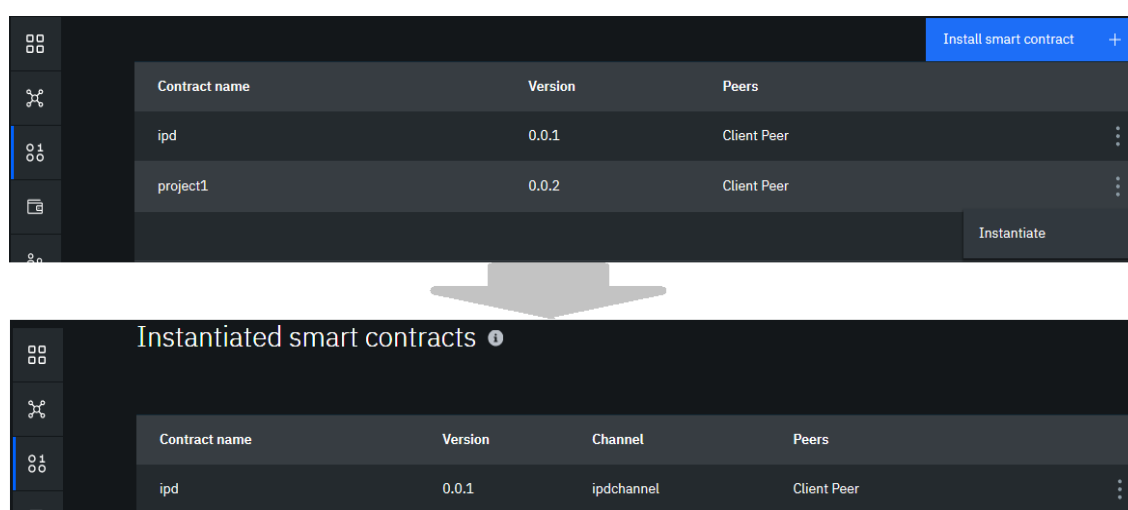 Install smart contract +
Contract name Version Peers
ipd 0.0.1 Client Peer
project1 0.0.2 Client Peer
Instantiate
Instantiated smart contracts
Contract name Version Channel Peers
ipd 0.0.1 ipdchannel Client Peer